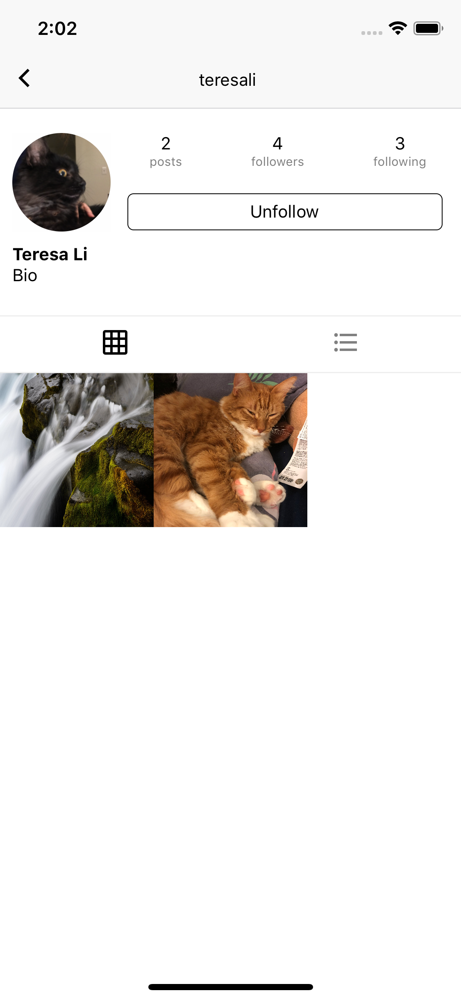 2:02
teresali
2 4 3
posts followers following
Unfollow
Teresa Li
Bio